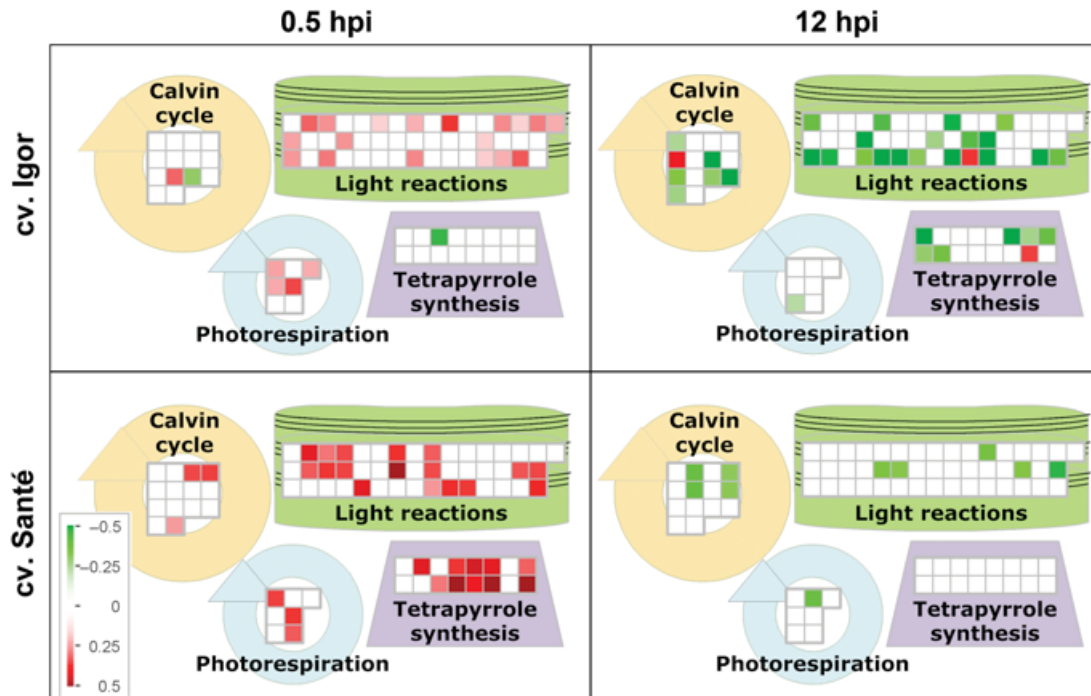 0.5 hpi
12 hpi
cv. Igor
Calvin
cycle
Light reactions
Tetrapyrrole
synthesis
Photorespiration
Calvin
cycle
Light reactions
Tetrapyrrole
synthesis
Photorespiration
cv. Santé
Calvin
cycle
Light reactions
Tetrapyrrole
synthesis
Photorespiration
–0.5
–0.25
0
0.25
0.5
Calvin
cycle
Light reactions
Tetrapyrrole
synthesis
Photorespiration